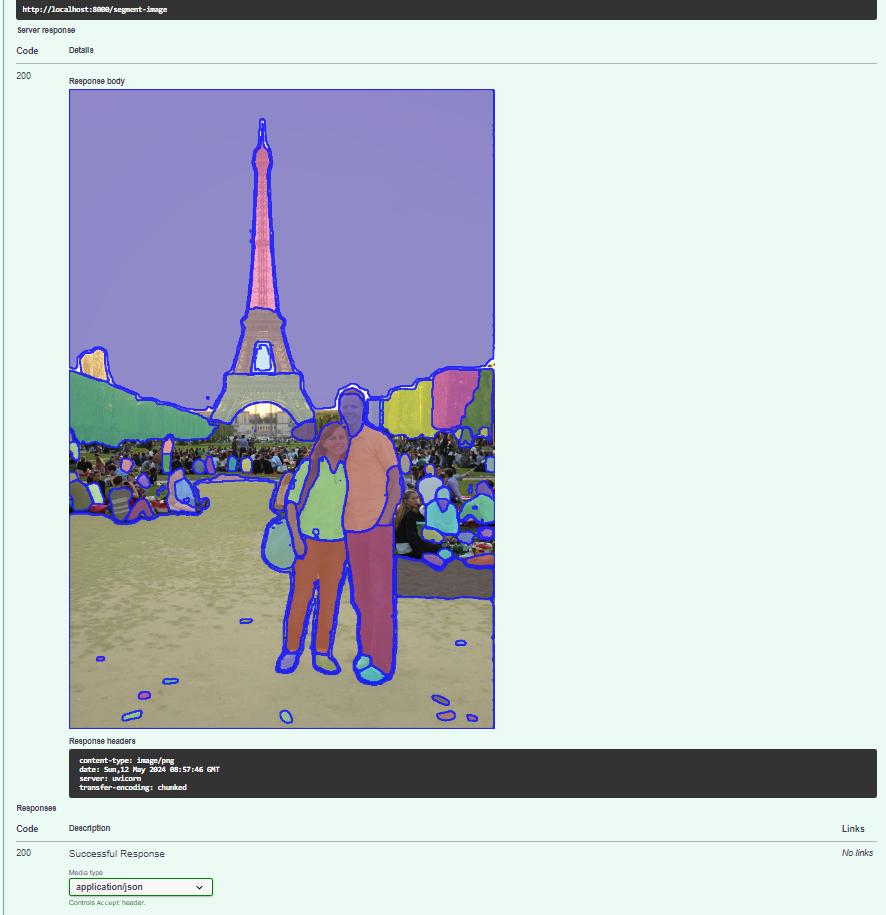 http://localhost:8000/segment-image
Server response
Code Details
200
Response body
Response headers
content-type: image/png
date: Sun,12 May 2024 08:57:46 GMT
server: uvicorn
transfer-encoding: chunked
Responses
Code Description Links
200 Successful Response No links
Media type
application/json
Controls Accept header.